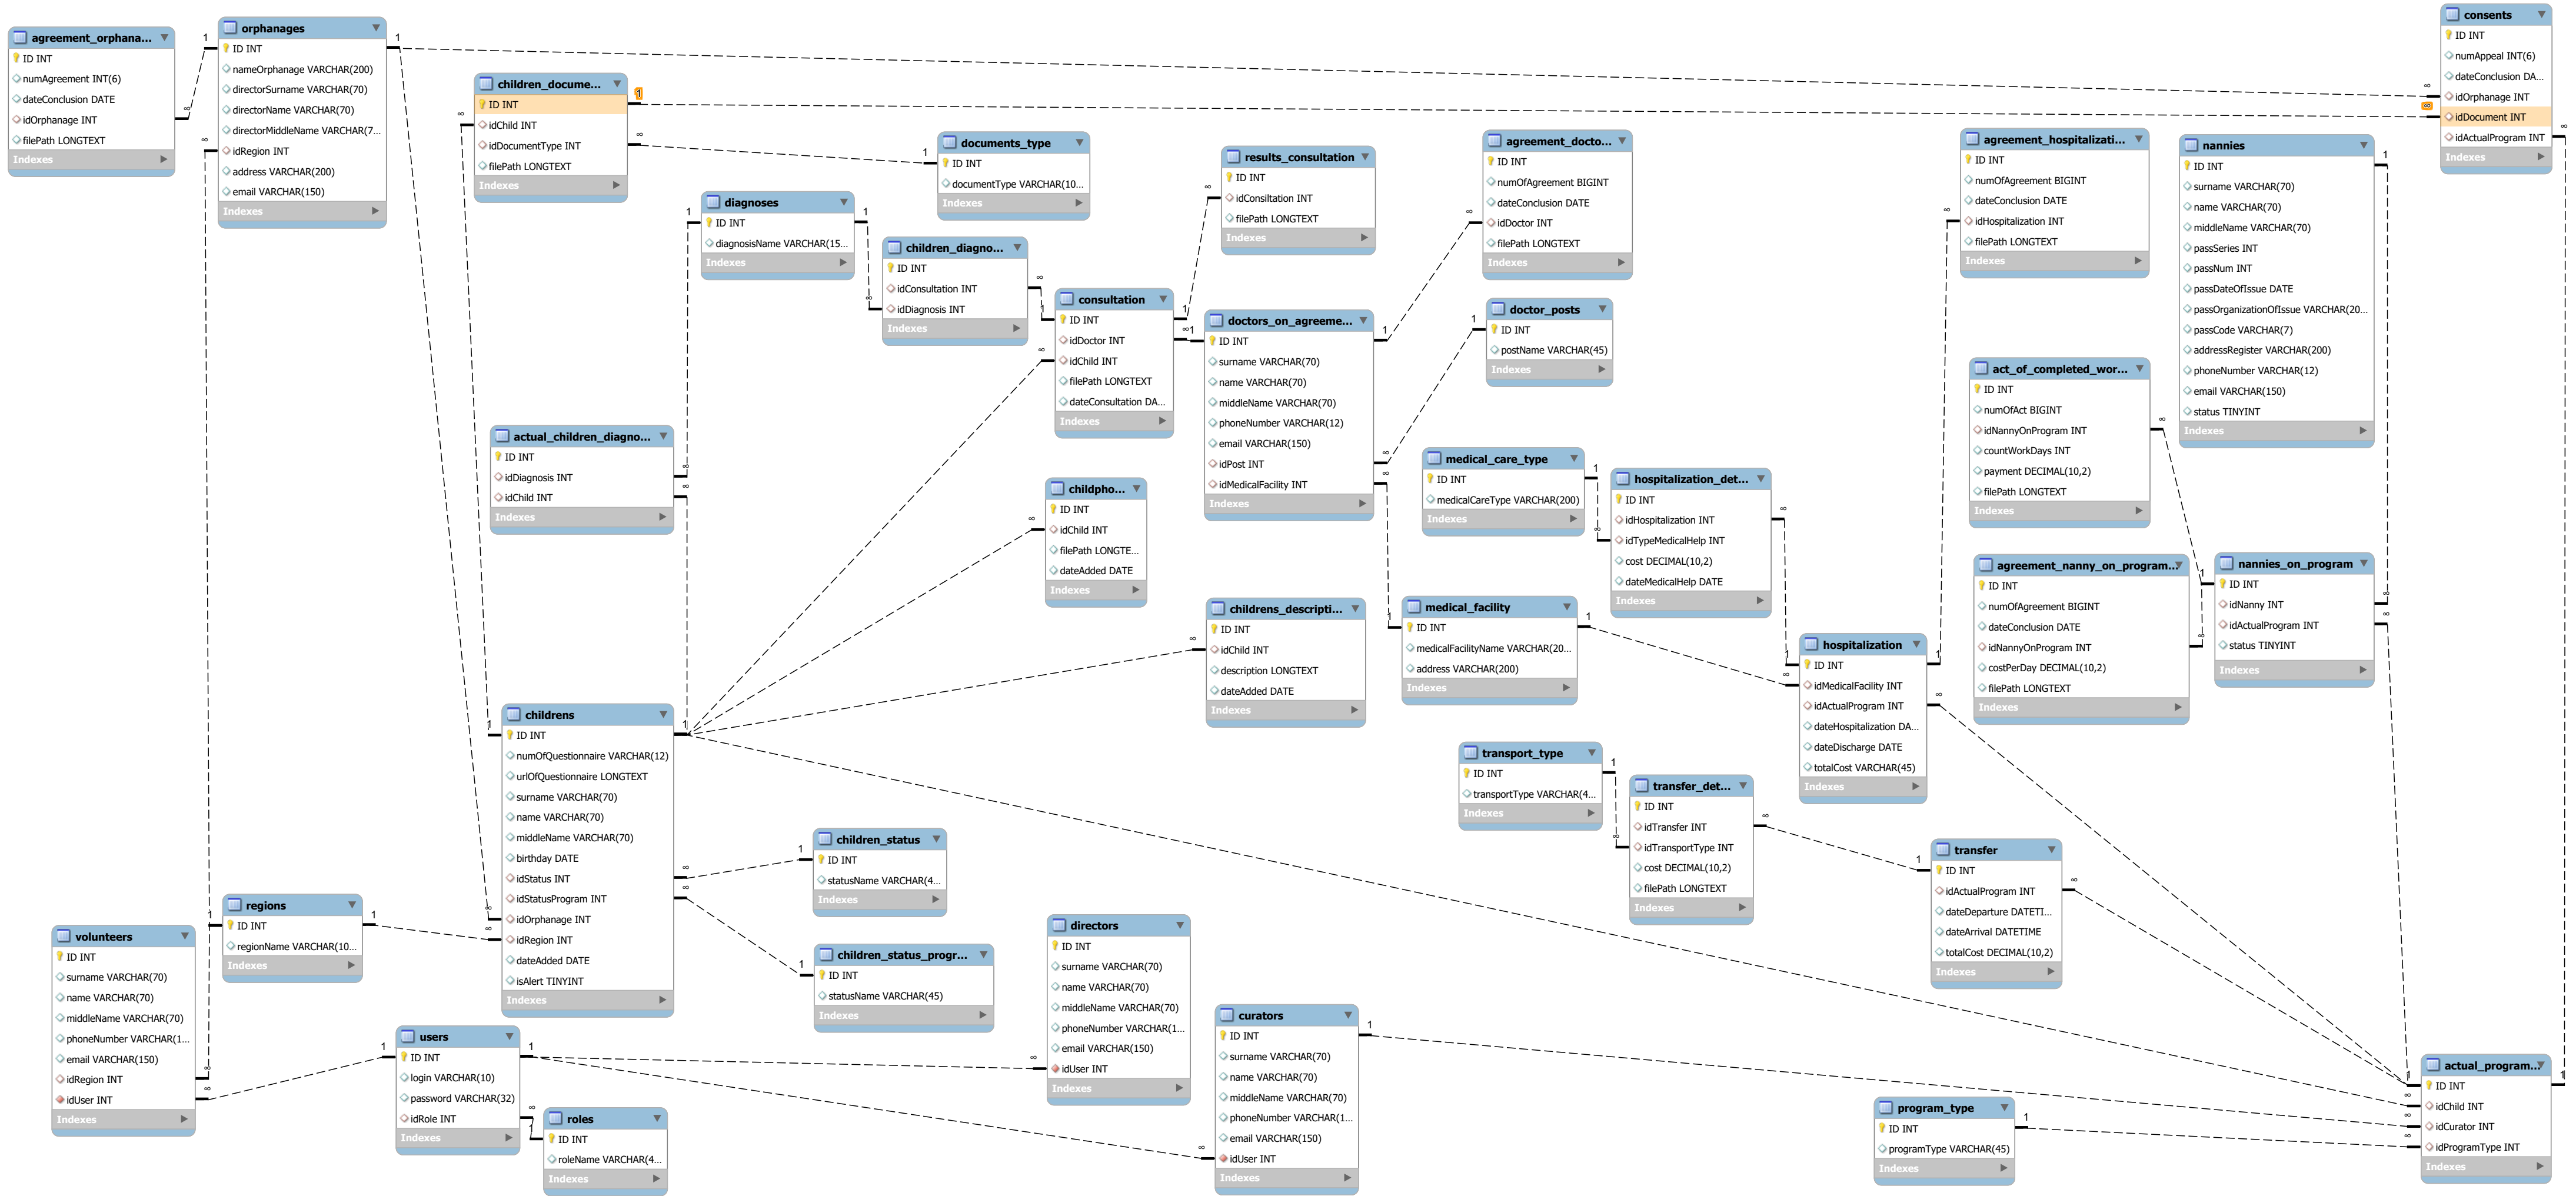 agreement_orphana...
ID INT
numAgreement INT(6)
dateConclusion DATE
idOrphanage INT
filePath LONGTEXT
Indexes
orphanages
ID INT
nameOrphanage VARCHAR(200)
directorSurname VARCHAR(70)
directorName VARCHAR(70)
directorMiddleName VARCHAR(7...
idRegion INT
address VARCHAR(200)
email VARCHAR(150)
Indexes
children_docume...
ID INT
idChild INT
idDocumentType INT
filePath LONGTEXT
Indexes
documents_type
ID INT
documentType VARCHAR(10...
Indexes
diagnoses
ID INT
diagnosisName VARCHAR(15...
Indexes
children_diagno...
ID INT
idConsultation INT
idDiagnosis INT
Indexes
consultation
ID INT
idDoctor INT
idChild INT
filePath LONGTEXT
dateConsultation DA...
Indexes
results_consultation
ID INT
idConsiltation INT
filePath LONGTEXT
Indexes
doctors_on_agreeme...
ID INT
surname VARCHAR(70)
name VARCHAR(70)
middleName VARCHAR(70)
phoneNumber VARCHAR(12)
email VARCHAR(150)
idPost INT
idMedicalFacility INT
Indexes
agreement_docto...
ID INT
numOfAgreement BIGINT
dateConclusion DATE
idDoctor INT
filePath LONGTEXT
Indexes
doctor_posts
ID INT
postName VARCHAR(45)
Indexes
consents
ID INT
numAppeal INT(6)
dateConclusion DA...
idOrphanage INT
idDocument INT
idActualProgram INT
Indexes
agreement_hospitalizati...
ID INT
numOfAgreement BIGINT
dateConclusion DATE
idHospitalization INT
filePath LONGTEXT
Indexes
nannies
ID INT
surname VARCHAR(70)
name VARCHAR(70)
middleName VARCHAR(70)
passSeries INT
passNum INT
passDateOfIssue DATE
passOrganizationOfIssue VARCHAR(20...
passCode VARCHAR(7)
addressRegister VARCHAR(200)
phoneNumber VARCHAR(12)
email VARCHAR(150)
status TINYINT
Indexes
act_of_completed_wor...
ID INT
numOfAct BIGINT
idNannyOnProgram INT
countWorkDays INT
payment DECIMAL(10,2)
filePath LONGTEXT
Indexes
actual_children_diagno...
ID INT
idDiagnosis INT
idChild INT
Indexes
childpho...
ID INT
idChild INT
filePath LONGTE...
dateAdded DATE
Indexes
medical_care_type
ID INT
medicalCareType VARCHAR(200)
Indexes
hospitalization_det...
ID INT
idHospitalization INT
idTypeMedicalHelp INT
cost DECIMAL(10,2)
dateMedicalHelp DATE
Indexes
agreement_nanny_on_program...
ID INT
numOfAgreement BIGINT
dateConclusion DATE
idNannyOnProgram INT
costPerDay DECIMAL(10,2)
filePath LONGTEXT
Indexes
nannies_on_program
ID INT
idNanny INT
idActualProgram INT
status TINYINT
Indexes
childrens_descripti...
ID INT
idChild INT
description LONGTEXT
dateAdded DATE
Indexes
medical_facility
ID INT
medicalFacilityName VARCHAR(20...
address VARCHAR(200)
Indexes
hospitalization
ID INT
idMedicalFacility INT
idActualProgram INT
dateHospitalization DA...
dateDischarge DATE
totalCost VARCHAR(45)
Indexes
childrens
ID INT
numOfQuestionnaire VARCHAR(12)
urlOfQuestionnaire LONGTEXT
surname VARCHAR(70)
name VARCHAR(70)
middleName VARCHAR(70)
birthday DATE
idStatus INT
idStatusProgram INT
idOrphanage INT
idRegion INT
dateAdded DATE
isAlert TINYINT
Indexes
transport_type
ID INT
transportType VARCHAR(4...
Indexes
transfer_det...
ID INT
idTransfer INT
idTransportType INT
cost DECIMAL(10,2)
filePath LONGTEXT
Indexes
children_status
ID INT
statusName VARCHAR(4...
Indexes
transfer
ID INT
idActualProgram INT
dateDeparture DATETI...
dateArrival DATETIME
totalCost DECIMAL(10,2)
Indexes
regions
ID INT
regionName VARCHAR(10...
Indexes
volunteers
ID INT
surname VARCHAR(70)
name VARCHAR(70)
middleName VARCHAR(70)
phoneNumber VARCHAR(1...
email VARCHAR(150)
idRegion INT
idUser INT
Indexes
children_status_progr...
ID INT
statusName VARCHAR(45)
Indexes
directors
ID INT
surname VARCHAR(70)
name VARCHAR(70)
middleName VARCHAR(70)
phoneNumber VARCHAR(1...
email VARCHAR(150)
idUser INT
Indexes
curators
ID INT
surname VARCHAR(70)
name VARCHAR(70)
middleName VARCHAR(70)
phoneNumber VARCHAR(1...
email VARCHAR(150)
idUser INT
Indexes
users
ID INT
login VARCHAR(10)
password VARCHAR(32)
idRole INT
Indexes
roles
ID INT
roleName VARCHAR(4...
Indexes
program_type
ID INT
programType VARCHAR(45)
Indexes
actual_program...
ID INT
idChild INT
idCurator INT
idProgramType INT
Indexes